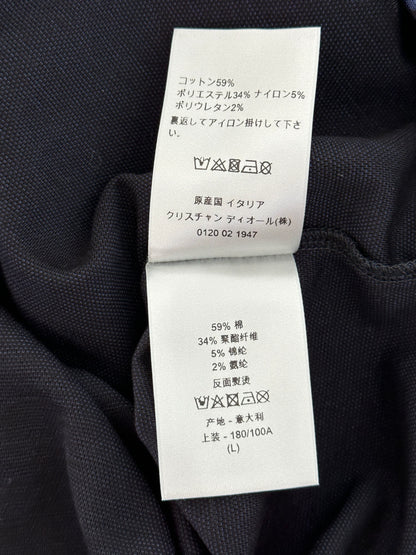 コットン59%
ポリエステル34% ナイロン5%
ポリウレタン2%
裏返してアイロン掛けして下さ
い。
原産国 イタリア
クリスチャン ディオール(株)
0120 02 1947
59% 棉
34% 聚酯纤维
5% 锦纶
2% 氨纶
反面熨烫
产地 - 意大利
上装 - 180/100A
(L)